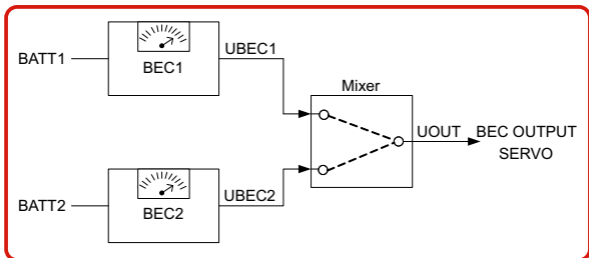 BATT1
BEC1
UBEC1
Mixer
UOUT
BEC OUTPUT
SERVO
BATT2
BEC2
UBEC2